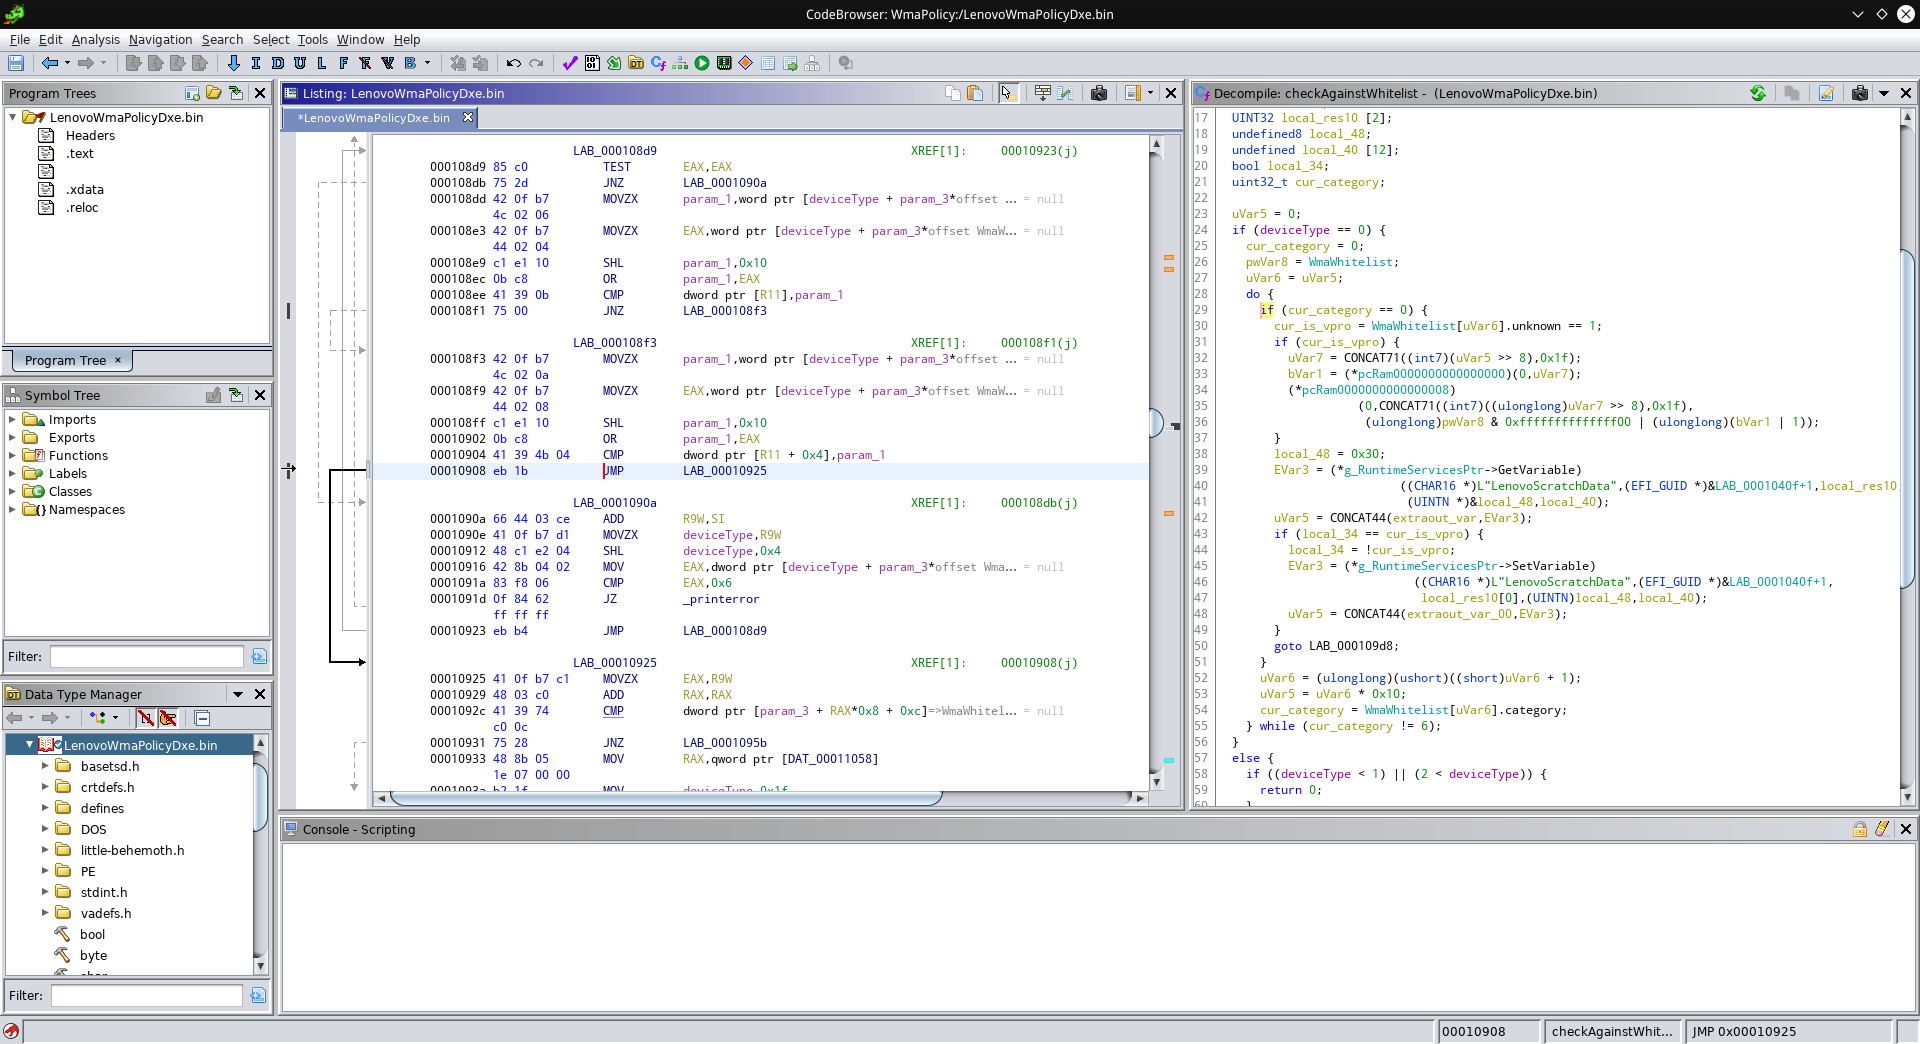 CodeBrowser: WmaPolicy:/LenovoWmaPolicyDxe.bin
File Edit Analysis Navigation Search Select Tools Window Help
I D U L F F V B
Program Trees
LenovoWmaPolicyDxe.bin
Headers
.text
.xdata
.reloc
Program Tree ×
Symbol Tree
Imports
Exports
Functions
Labels
Classes
Namespaces
Filter:
Data Type Manager
LenovoWmaPolicyDxe.bin
basetsd.h
crtdefs.h
defines
DOS
little-behemoth.h
PE
stdint.h
vadefs.h
bool
byte
char
Filter:
Listing: LenovoWmaPolicyDxe.bin
*LenovoWmaPolicyDxe.bin
LAB_000108d9 XREF[1]: 00010923(j)
000108d9 85 c0 TEST EAX,EAX
000108db 75 2d JNZ LAB_0001090a
000108dd 42 0f b7 MOVZX param_1,word ptr [deviceType + param_3*offset ... = null
4c 02 06
000108e3 42 0f b7 MOVZX EAX,word ptr [deviceType + param_3*offset WmaW... = null
44 02 04
000108e9 c1 e1 10 SHL param_1,0x10
000108ec 0b c8 OR param_1,EAX
000108ee 41 39 0b CMP dword ptr [R11],param_1
000108f1 75 00 JNZ LAB_000108f3
LAB_000108f3 XREF[1]: 000108f1(j)
000108f3 42 0f b7 MOVZX param_1,word ptr [deviceType + param_3*offset ... = null
4c 02 0a
000108f9 42 0f b7 MOVZX EAX,word ptr [deviceType + param_3*offset WmaW... = null
44 02 08
000108ff c1 e1 10 SHL param_1,0x10
00010902 0b c8 OR param_1,EAX
00010904 41 39 4b 04 CMP dword ptr [R11 + 0x4],param_1
00010908 eb 1b JMP LAB_00010925
LAB_0001090a XREF[1]: 000108db(j)
0001090a 66 44 03 ce ADD R9W,SI
0001090e 41 0f b7 d1 MOVZX deviceType,R9W
00010912 48 c1 e2 04 SHL deviceType,0x4
00010916 42 8b 04 02 MOV EAX,dword ptr [deviceType + param_3*offset Wma... = null
0001091a 83 f8 06 CMP EAX,0x6
0001091d 0f 84 62 JZ _printerror
ff ff ff
00010923 eb b4 JMP LAB_000108d9
LAB_00010925 XREF[1]: 00010908(j)
00010925 41 0f b7 c1 MOVZX EAX,R9W
00010929 48 03 c0 ADD RAX,RAX
0001092c 41 39 74 CMP dword ptr [param_3 + RAX*0x8 + 0xc]=>WmaWhitel... = null
c0 0c
00010931 75 28 JNZ LAB_0001095b
00010933 48 8b 05 MOV RAX,qword ptr [DAT_00011058]
1e 07 00 00
0001093a b2 1f MOV deviceType,0x1f
Decompile: checkAgainstWhitelist - (LenovoWmaPolicyDxe.bin)
17 UINT32 local_res10 [2];
18 undefined8 local_48;
19 undefined local_40 [12];
20 bool local_34;
21 uint32_t cur_category;
22
23 uVar5 = 0;
24 if (deviceType == 0) {
25 cur_category = 0;
26 pwVar8 = WmaWhitelist;
27 uVar6 = uVar5;
28 do {
29 if (cur_category == 0) {
30 cur_is_vpro = WmaWhitelist[uVar6].unknown == 1;
31 if (cur_is_vpro) {
32 uVar7 = CONCAT71((int7)(uVar5 >> 8),0x1f);
33 bVar1 = (*pcRam0000000000000000)(0,uVar7);
34 (*pcRam0000000000000008)
35 (0,CONCAT71((int7)((ulonglong)uVar7 >> 8),0x1f),
36 (ulonglong)pwVar8 & 0xffffffffffffff00 | (ulonglong)(bVar1 | 1));
37 }
38 local_48 = 0x30;
39 EVar3 = (*g_RuntimeServicesPtr->GetVariable)
40 ((CHAR16 *)L"LenovoScratchData",(EFI_GUID *)&LAB_0001040f+1,local_res10,
41 (UINTN *)&local_48,local_40);
42 uVar5 = CONCAT44(extraout_var,EVar3);
43 if (local_34 == cur_is_vpro) {
44 local_34 = !cur_is_vpro;
45 EVar3 = (*g_RuntimeServicesPtr->SetVariable)
46 ((CHAR16 *)L"LenovoScratchData",(EFI_GUID *)&LAB_0001040f+1,
47 local_res10[0],(UINTN)local_48,local_40);
48 uVar5 = CONCAT44(extraout_var_00,EVar3);
49 }
50 goto LAB_000109d8;
51 }
52 uVar6 = (ulonglong)(ushort)((short)uVar6 + 1);
53 uVar5 = uVar6 * 0x10;
54 cur_category = WmaWhitelist[uVar6].category;
55 } while (cur_category != 6);
56 }
57 else {
58 if ((deviceType < 1) || (2 < deviceType)) {
59 return 0;
60 }
Console - Scripting
00010908 checkAgainstWhit... JMP 0x00010925